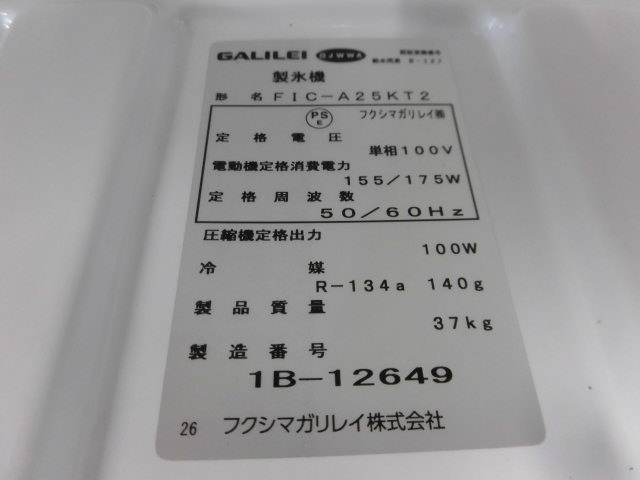 GALILEI JWWA
製氷機
形名 FIC-A25KT2
PS E フクシマガリレイ㈱
定格電圧
単相100V
電動機定格消費電力
155/175W
定格周波数
50/60Hz
圧縮機定格出力
100W
冷媒
R-134a 140g
製品質量
37kg
製造番号
1B-12649
26 フクシマガリレイ株式会社